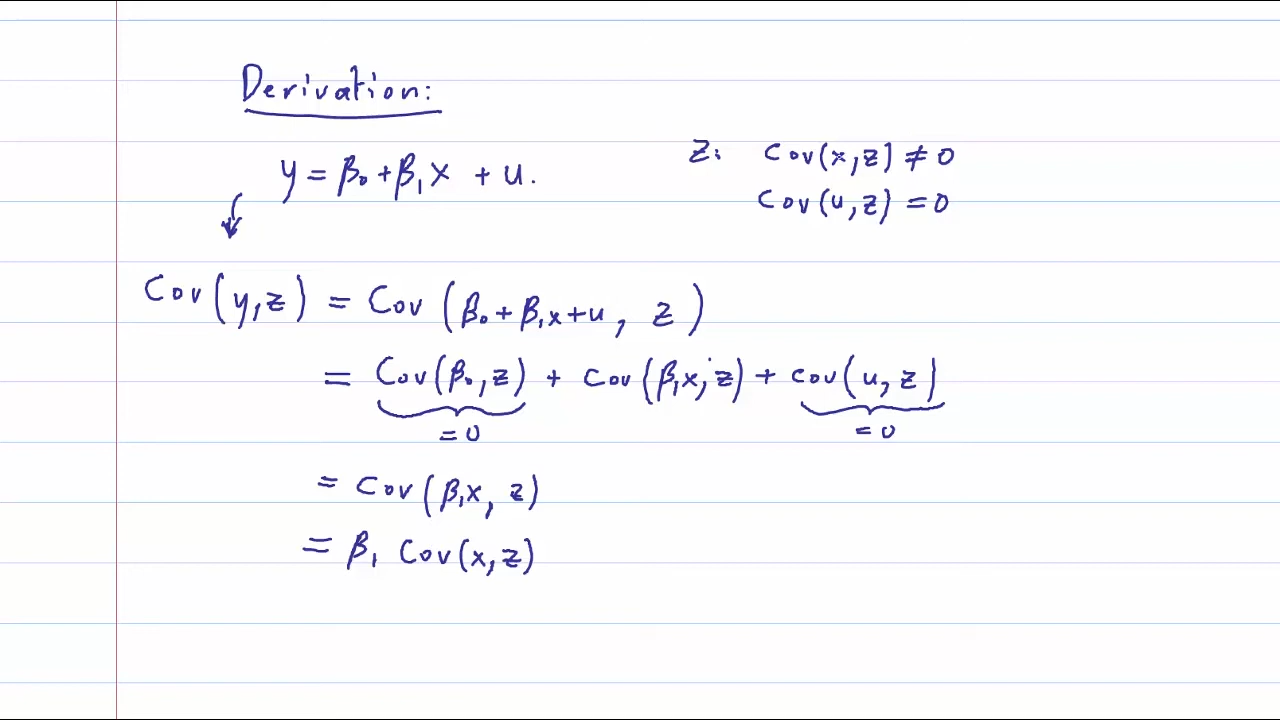 Derivation:
y = β₀ + β₁x + u.
z: Cov(x,z) ≠ 0
Cov(u,z) = 0
Cov(y,z) = Cov(β₀ + β₁x + u, z)
= Cov(β₀, z) + Cov(β₁x, z) + cov(u, z)
= 0 = 0
= Cov(β₁x, z)
= β₁ Cov(x,z)